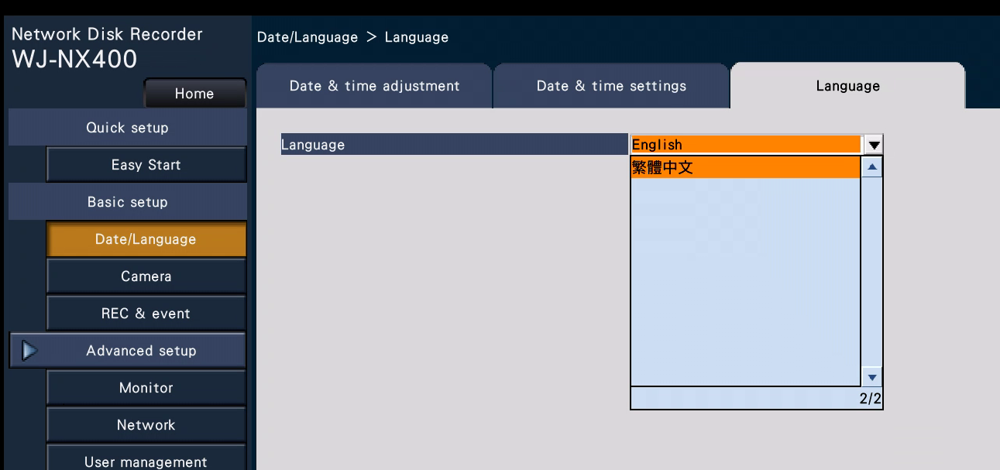 Network Disk Recorder
WJ-NX400
Home
Quick setup
Easy Start
Basic setup
Date/Language
Camera
REC & event
Advanced setup
Monitor
Network
User management
Date/Language > Language
Date & time adjustment
Date & time settings
Language
Language
English
繁體中文
2/2